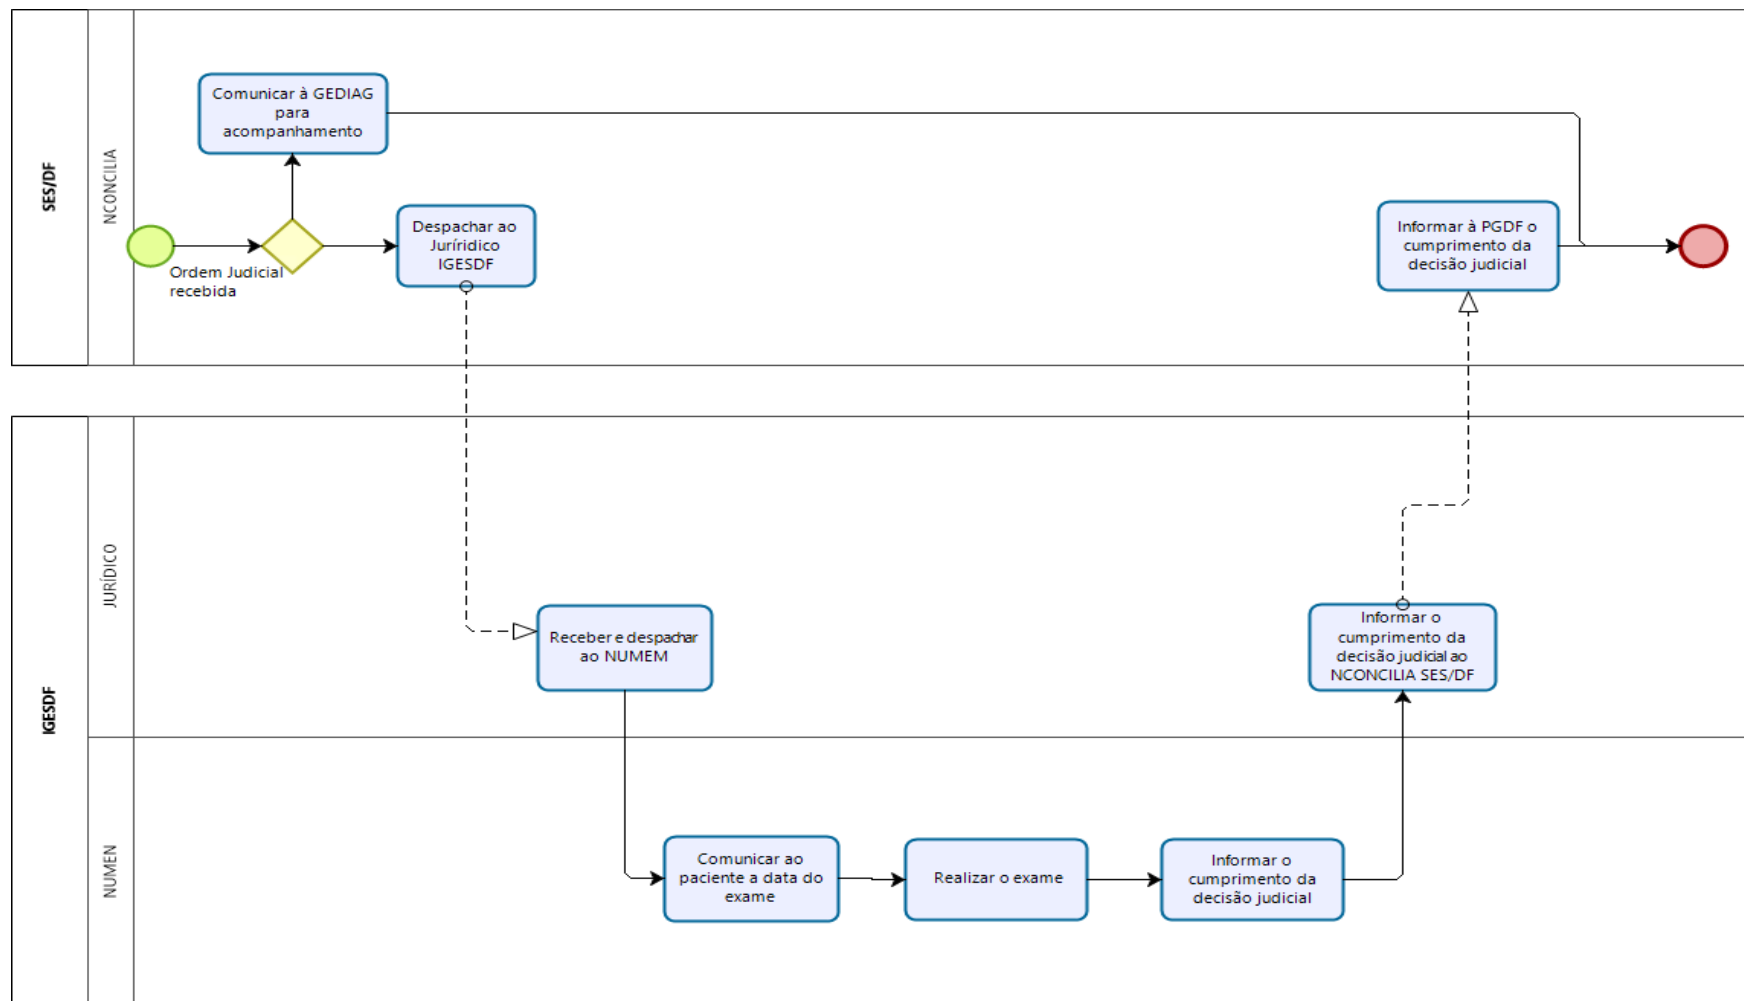 SES/DF
NCONCILIA
Comunicar à GEDIAG
para
acompanhamento
Ordem Judicial
recebida
Despachar ao
Juríridico
IGESDF
Informar à PGDF o
cumprimento da
decisão judicial
IGESDF
JURÍDICO
Receber e despachar
ao NUMEM
Informar o
cumprimento da
decisão judicial ao
NCONCILIA SES/DF
NUMEN
Comunicar ao
paciente a data do
exame
Realizar o exame
Informar o
cumprimento da
decisão judicial